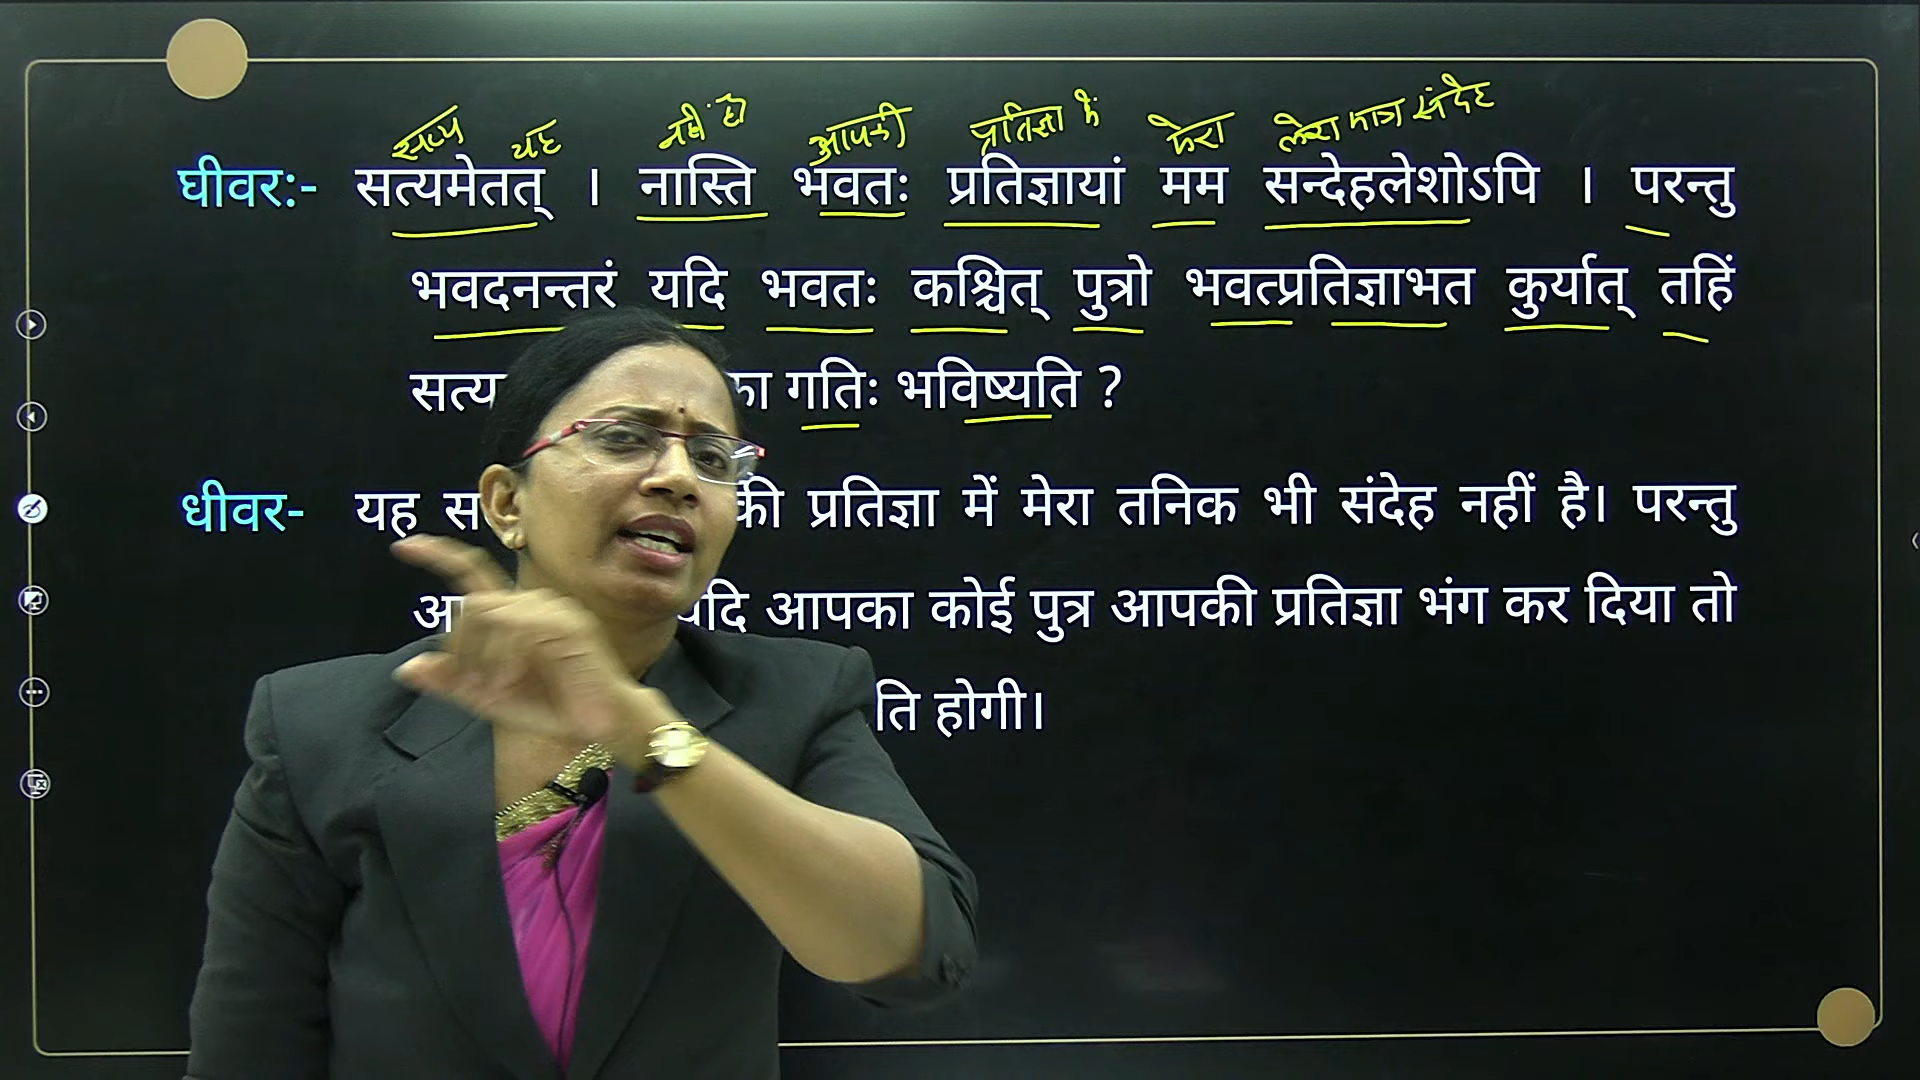 सत्य यह नहीं है आपकी प्रतिज्ञा में मेरा लेश मात्र संदेह
घीवर:- सत्यमेतत् । नास्ति भवतः प्रतिज्ञायां मम सन्देहलेशोऽपि । परन्तु
भवदनन्तरं यदि भवतः कश्चित् पुत्रो भवत्प्रतिज्ञाभत कुर्यात् तहिं
सत्य का गतिः भविष्यति ?
धीवर- यह स की प्रतिज्ञा में मेरा तनिक भी संदेह नहीं है। परन्तु
आ यदि आपका कोई पुत्र आपकी प्रतिज्ञा भंग कर दिया तो
ति होगी।